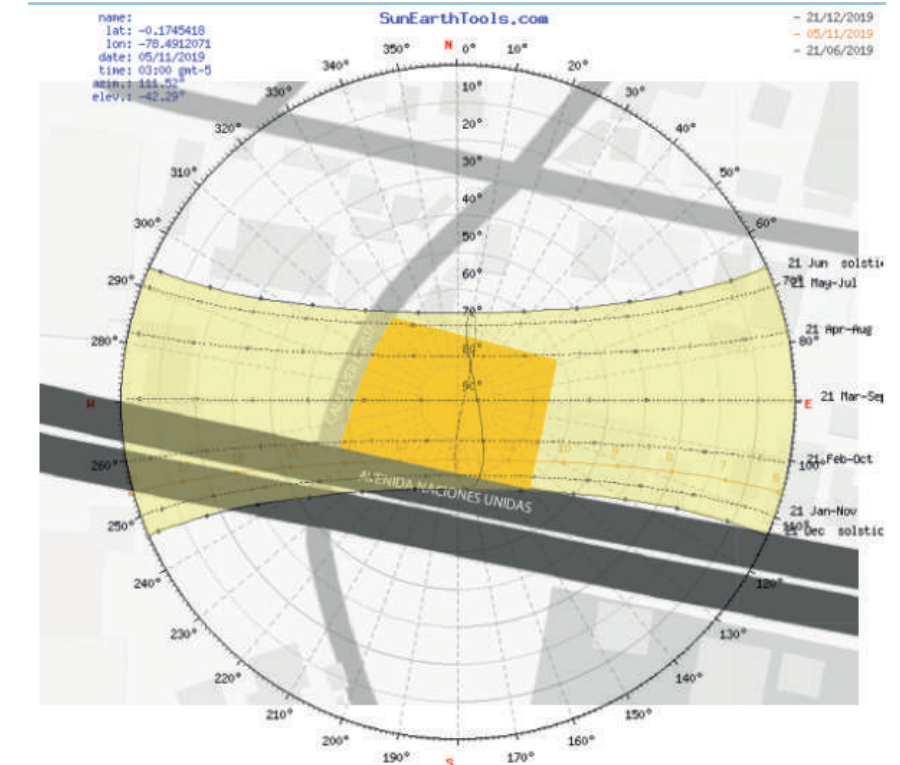 SunEarthTools.com
name:
lat: -0.1745418
lon: -78.4912071
date: 05/11/2019
time: 03:00 gmt-5
azim.: 111.52°
elev.: -42.29°
- 21/12/2019
- 05/11/2019
- 21/06/2019
N
0°
10°
20°
30°
40°
50°
60°
70°
80°
E
100°
110°
120°
130°
140°
150°
160°
170°
S
190°
200°
210°
220°
230°
240°
250°
260°
W
280°
290°
300°
310°
320°
330°
340°
350°
10°
20°
30°
40°
50°
60°
70°
80°
90°
21 Jun solsti
21 May-Jul
21 Apr-Aug
21 Mar-Sep
21 Feb-Oct
21 Jan-Nov
21 Dec solstic
10
7
6
AVENIDA NACIONES UNIDAS